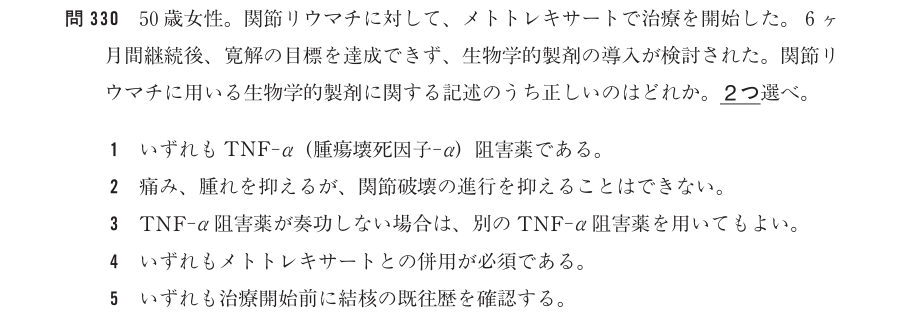 問 330 50 歳女性。関節リウマチに対して、メトトレキサートで治療を開始した。6 ヶ
月間継続後、寛解の目標を達成できず、生物学的製剤の導入が検討された。関節リ
ウマチに用いる生物学的製剤に関する記述のうち正しいのはどれか。2つ選べ。
1 いずれも TNF-α（腫瘍壊死因子-α）阻害薬である。
2 痛み、腫れを抑えるが、関節破壊の進行を抑えることはできない。
3 TNF-α 阻害薬が奏功しない場合は、別の TNF-α 阻害薬を用いてもよい。
4 いずれもメトトレキサートとの併用が必須である。
5 いずれも治療開始前に結核の既往歴を確認する。